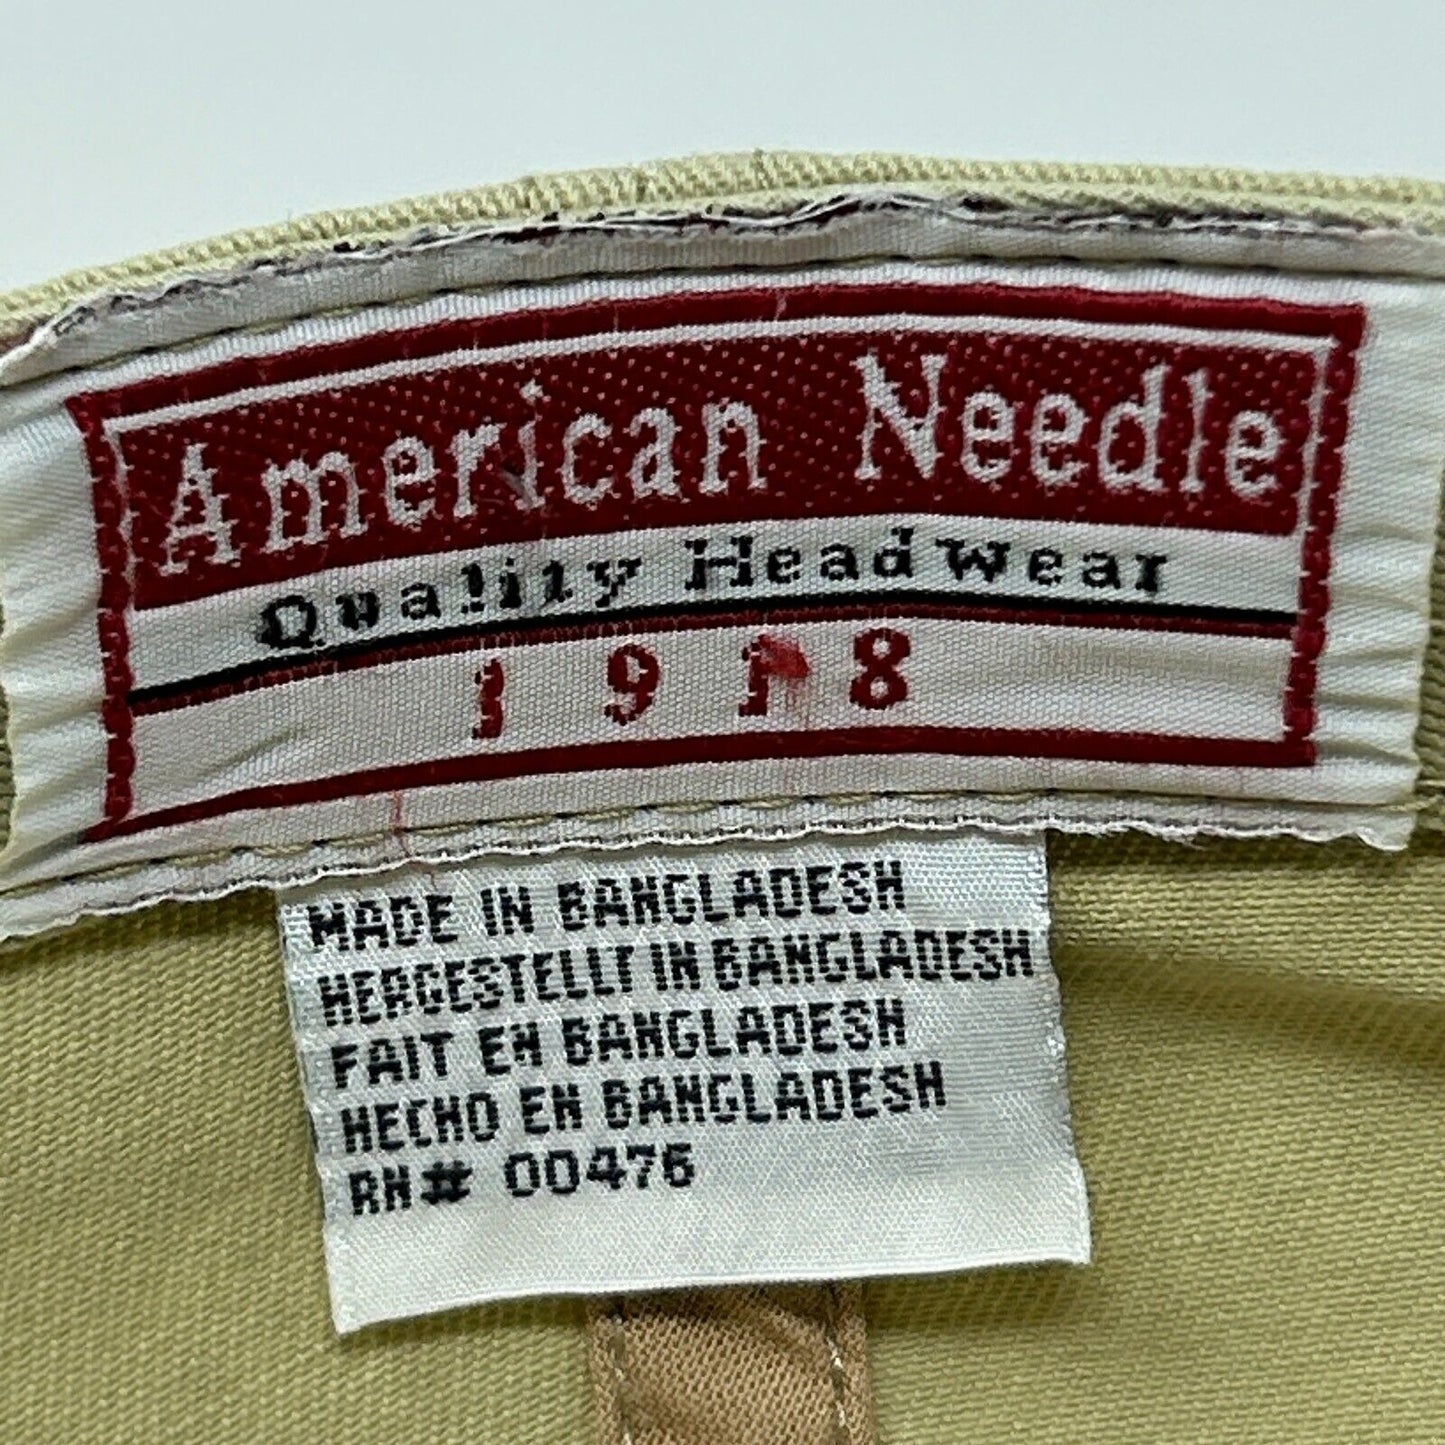 American Needle
Quality Headwear
1918
MADE IN BANGLADESH
HERGESTELLT IN BANGLADESH
FAIT EN BANGLADESH
HECHO EN BANGLADESH
RN# 00476